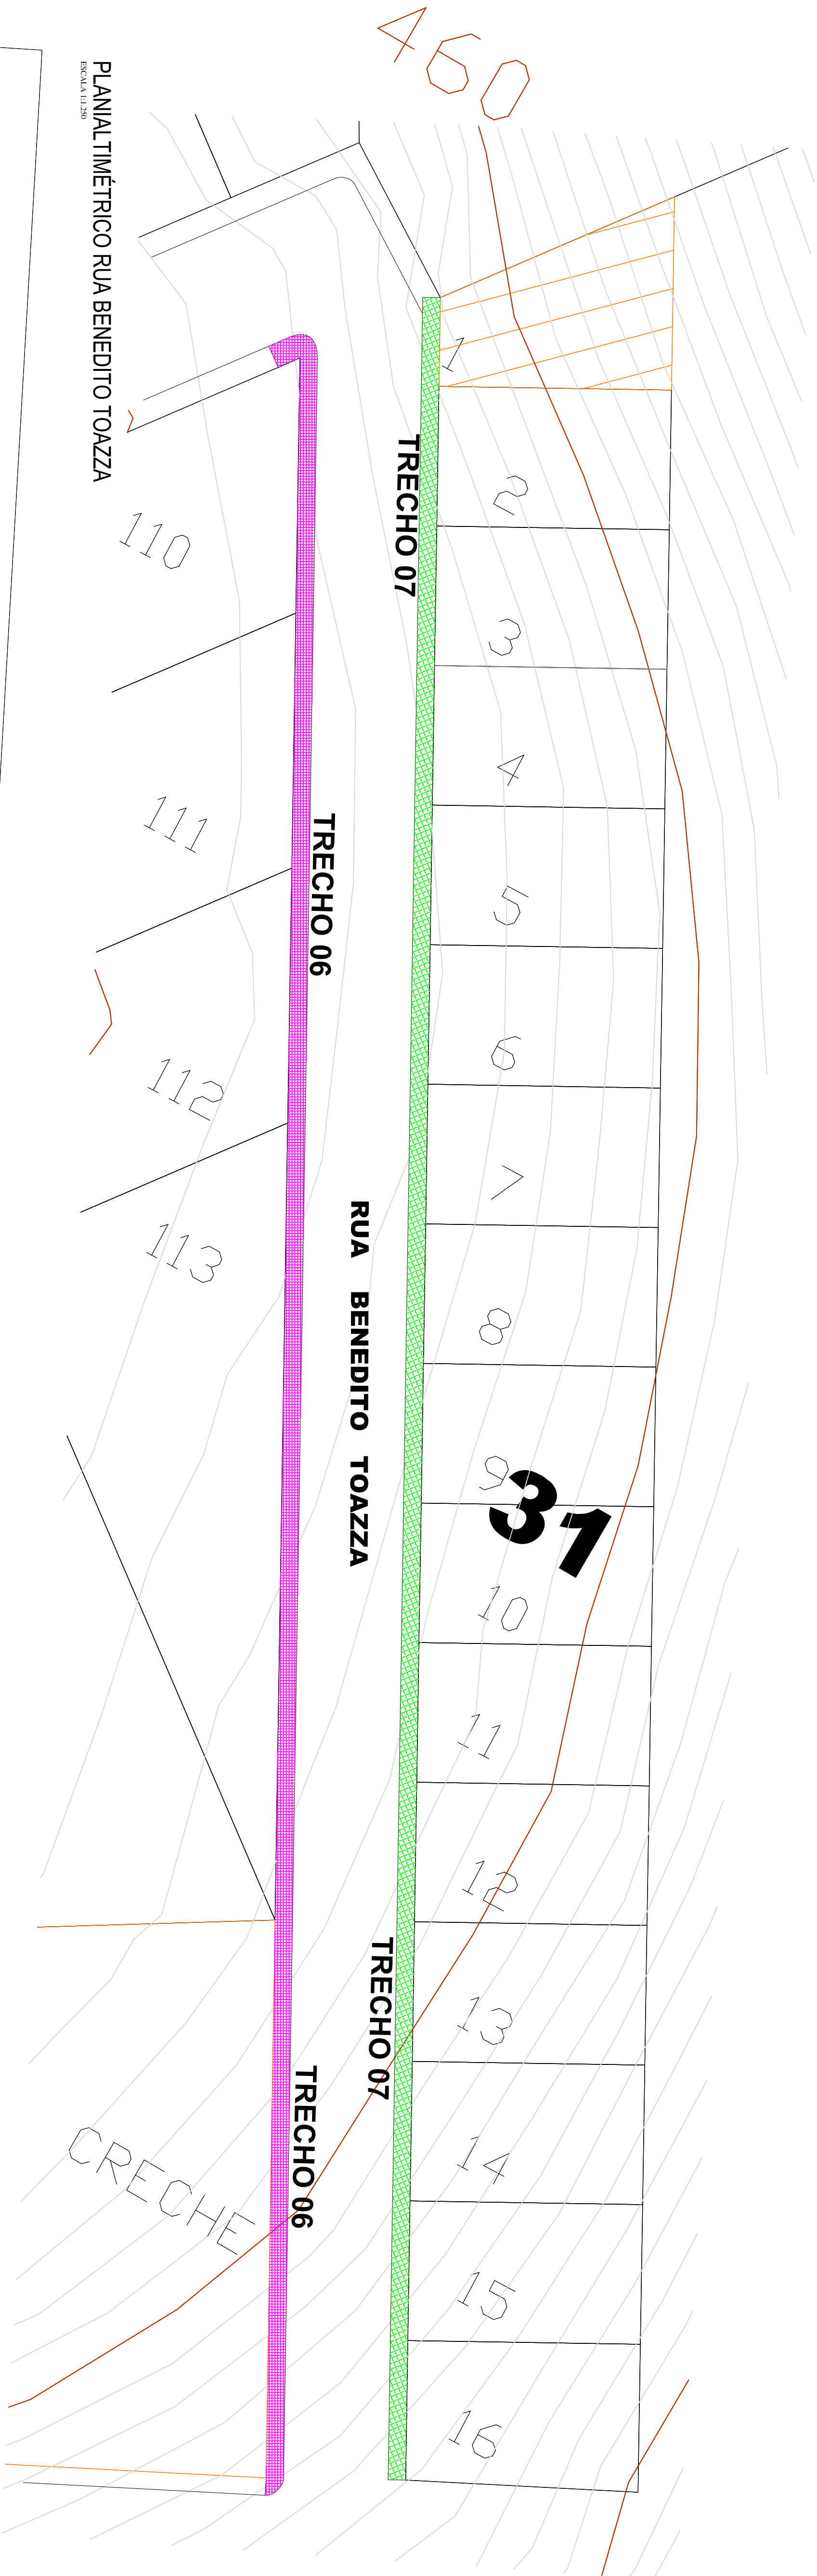 460
PLANIALTIMÉTRICO RUA BENEDITO TOAZZA
ESCALA 1:1.250
1
TRECHO 07
2
110
3
4
111
TRECHO 06
5
6
112
7
113
RUA BENEDITO TOAZZA
8
9
31
10
11
12
TRECHO 07
13
TRECHO 06
14
CRECHE
15
16